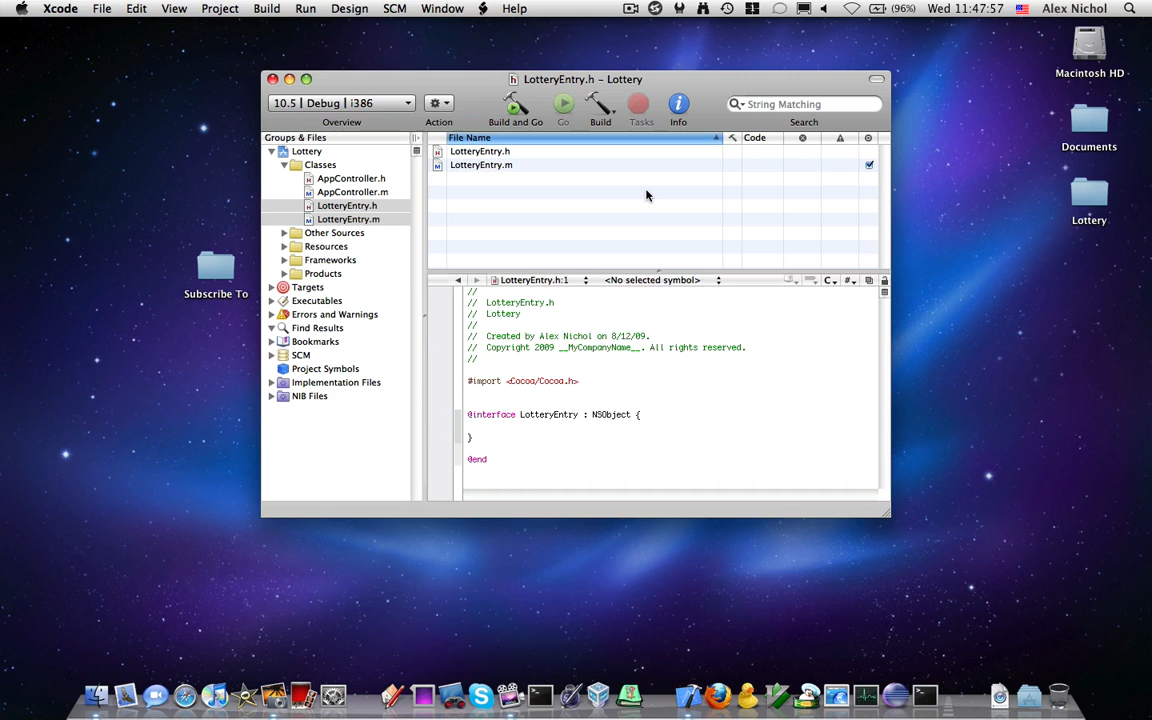 Xcode File Edit View Project Build Run Design SCM Window Help (96%) Wed 11:47:57 Alex Nichol
Macintosh HD
Documents
Lottery
Subscribe To
LotteryEntry.h – Lottery
10.5 | Debug | i386
String Matching
Overview Action Build and Go Go Build Tasks Info Search
Groups & Files
File Name Code
Lottery
Classes
AppController.h
AppController.m
LotteryEntry.h
LotteryEntry.m
Other Sources
Resources
Frameworks
Products
Targets
Executables
Errors and Warnings
Find Results
Bookmarks
SCM
Project Symbols
Implementation Files
NIB Files
LotteryEntry.h
LotteryEntry.m
LotteryEntry.h:1 <No selected symbol> C, #,
//
// LotteryEntry.h
// Lottery
//
// Created by Alex Nichol on 8/12/09.
// Copyright 2009 __MyCompanyName__. All rights reserved.
//
#import <Cocoa/Cocoa.h>
@interface LotteryEntry : NSObject {
}
@end